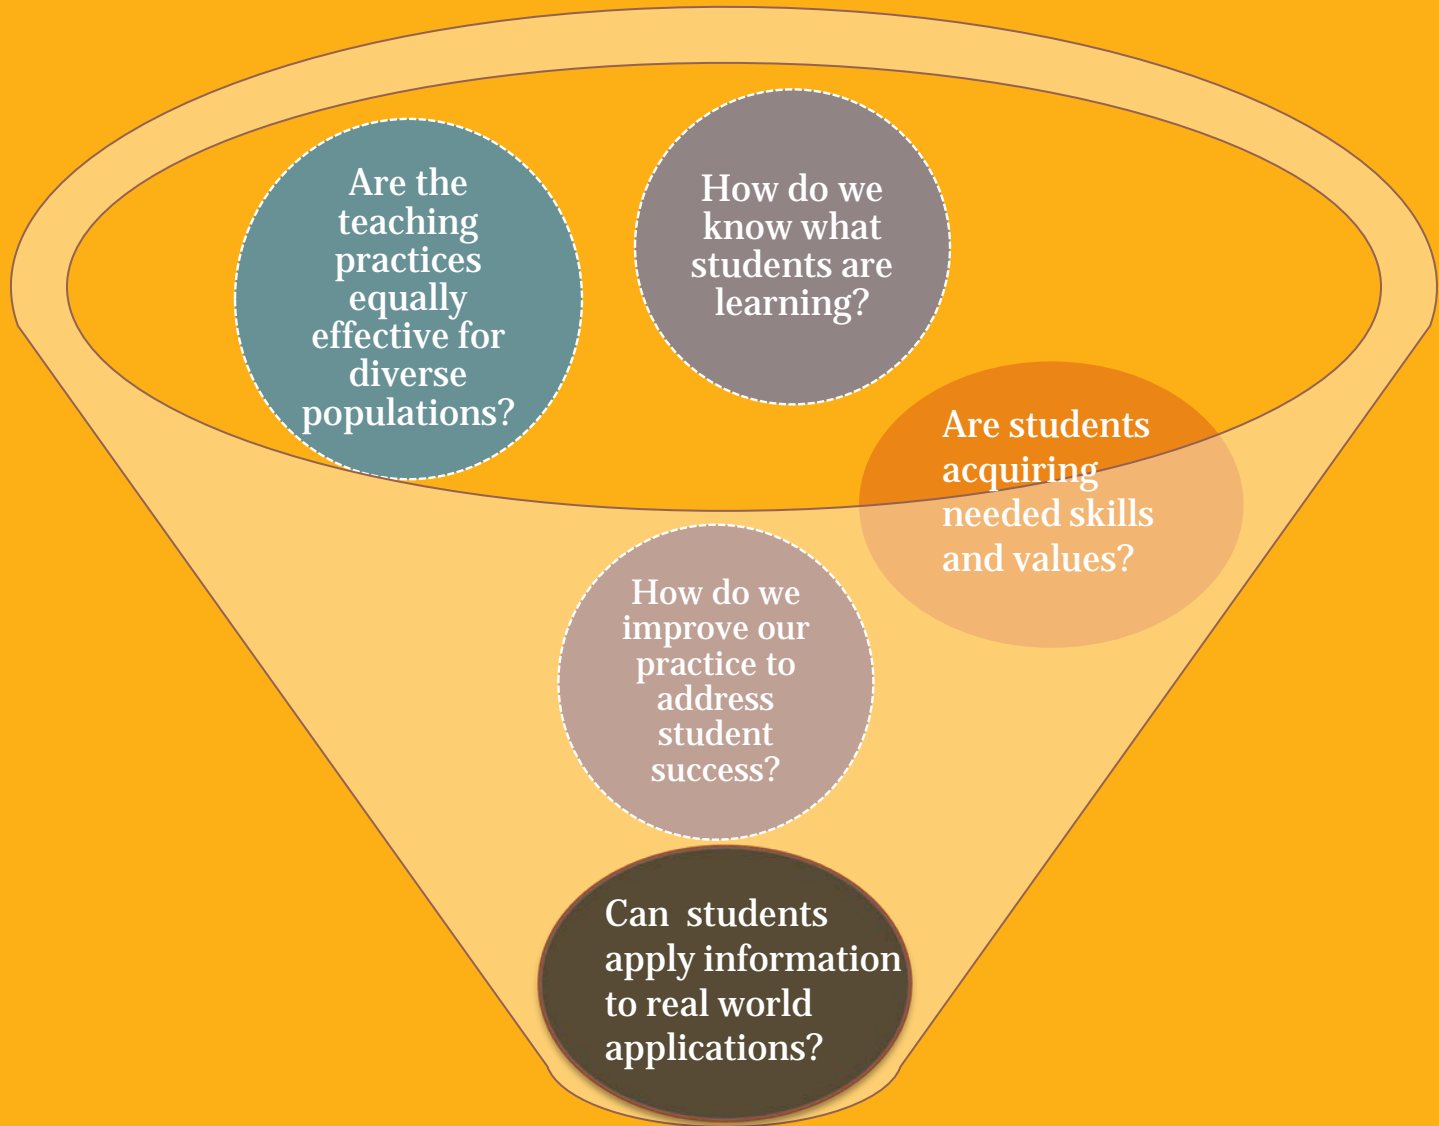 Are the
teaching
practices
equally
effective for
diverse
populations?
How do we
know what
students are
learning?
Are students
acquiring
needed skills
and values?
How do we
improve our
practice to
address
student
success?
Can  students
apply information
to real world
applications?